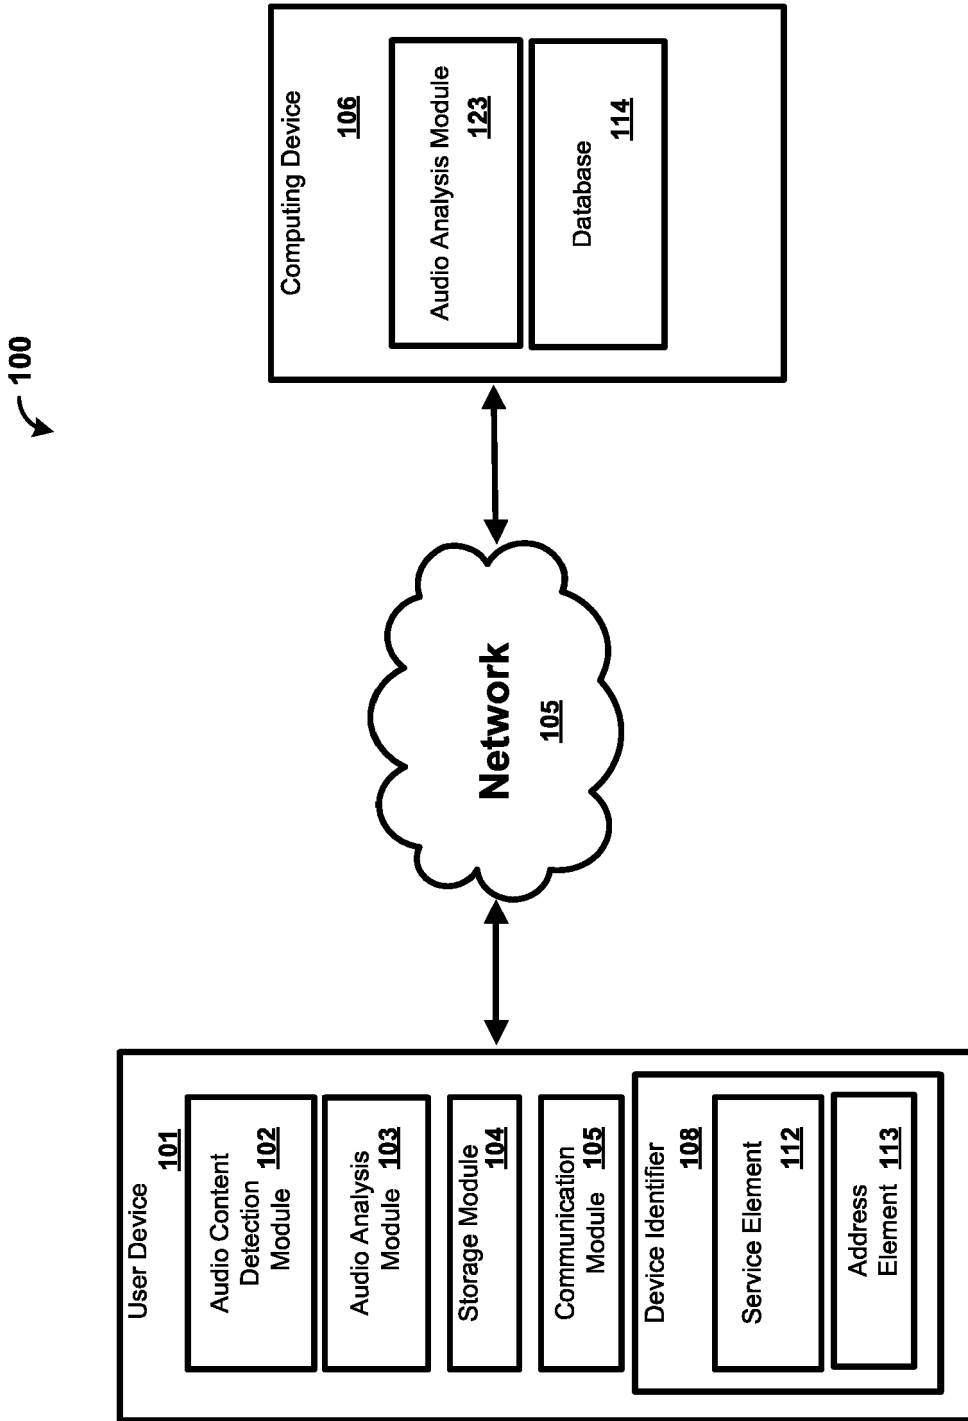 100
User Device
101
Audio Content
Detection
Module
102
Audio Analysis
Module
103
Storage Module
104
Communication
Module
105
Device Identifier
108
Service Element
112
Address
Element
113
Network
105
Computing Device
106
Audio Analysis Module
123
Database
114